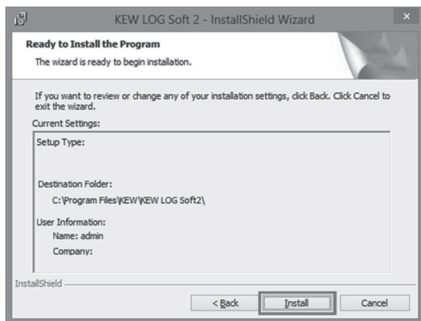 KEW LOG Soft 2 - InstallShield Wizard
Ready to Install the Program
The wizard is ready to begin installation.
If you want to review or change any of your installation settings, click Back. Click Cancel to
exit the wizard.
Current Settings:
Setup Type:
Destination Folder:
C:\Program Files\KEW\KEW LOG Soft2\
User Information:
Name: admin
Company:
InstallShield
< Back
Install
Cancel